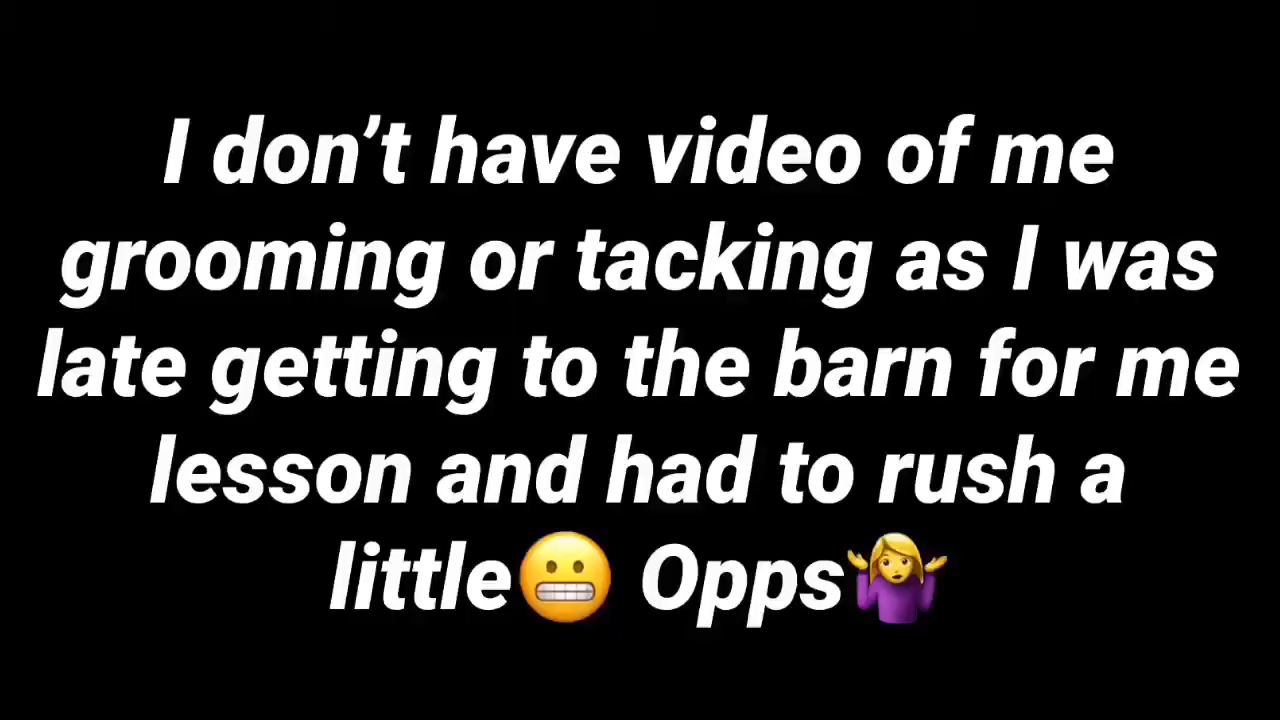 I don’t have video of me
grooming or tacking as I was
late getting to the barn for me
lesson and had to rush a
little😬 Opps🤷‍♀️